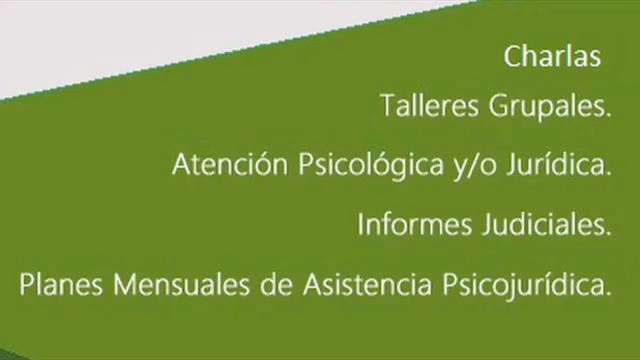 Charlas
Talleres Grupales.
Atención Psicológica y/o Jurídica.
Informes Judiciales.
Planes Mensuales de Asistencia Psicojurídica.